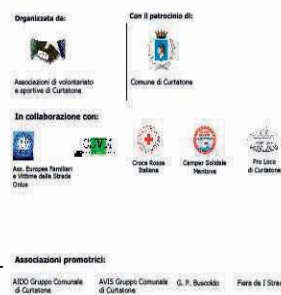 Organizzata da:
Con il patrocinio di:
Associazioni di volontariato
e sportive di Curtatone
Comune di Curtatone
In collaborazione con:
Ass. Europea Familiari
e Vittime della Strada
Onlus
Croce Rossa
Italiana
Camper Solidale
Mantova
Pro Loco
di Curtatone
Associazioni promotrici:
AIDO Gruppo Comunale
di Curtatone
AVIS Gruppo Comunale
di Curtatone
G. P. Buscoldo
Fiera de l Strad